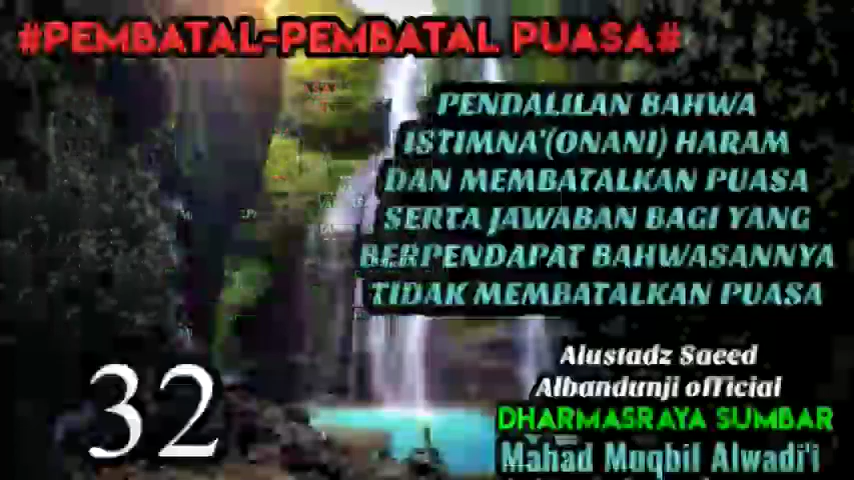 #PEMBATAL-PEMBATAL PUASA#
PENDALILAN BAHWA
ISTIMNA'(ONANI) HARAM
DAN MEMBATALKAN PUASA
SERTA JAWABAN BAGI YANG
BERPENDAPAT BAHWASANNYA
TIDAK MEMBATALKAN PUASA
Alustadz Saeed
Albandunji official
DHARMASRAYA SUMBAR
Mahad Muqbil Alwadi'i
32